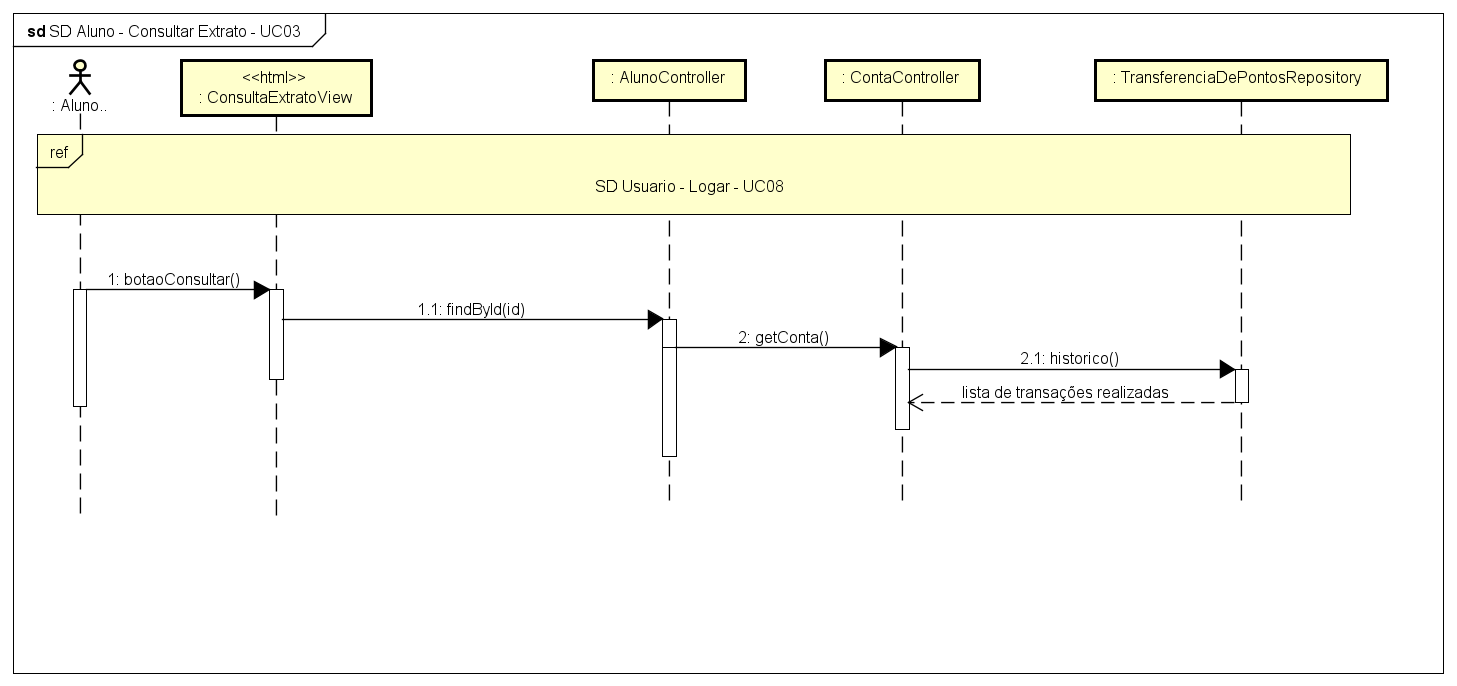 sd SD Aluno - Consultar Extrato - UC03
: Aluno..
<<html>>
: ConsultaExtratoView
: AlunoController
: ContaController
: TransferenciaDePontosRepository
ref
SD Usuario - Logar - UC08
1: botaoConsultar()
1.1: findById(id)
2: getConta()
2.1: historico()
lista de transações realizadas